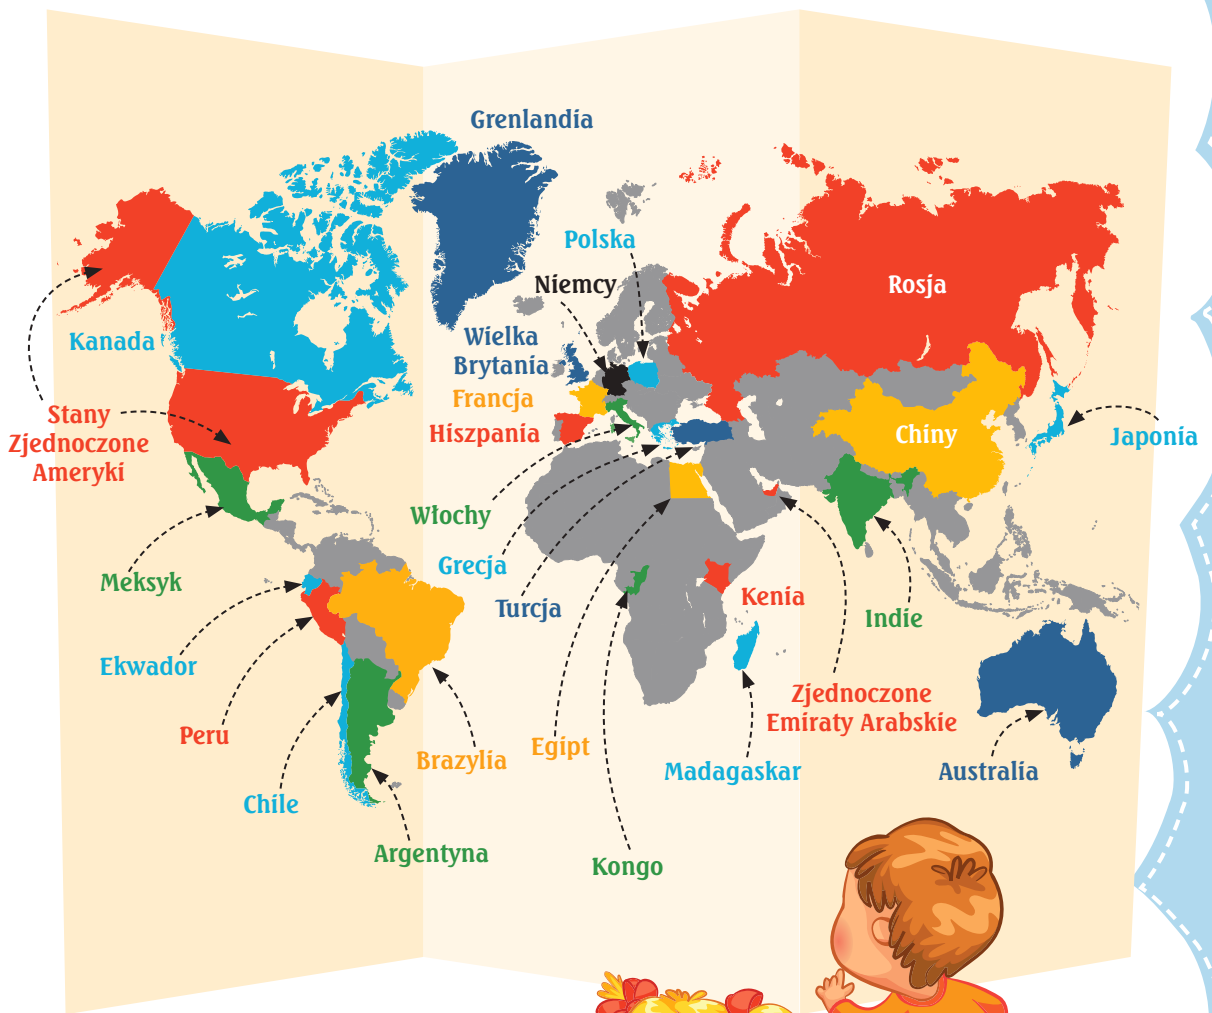 Grenlandia
Polska
Niemcy
Rosja
Kanada
Wielka
Brytania
Francja
Stany
Zjednoczone
Ameryki
Hiszpania
Chiny
Japonia
Włochy
Grecja
Meksyk
Turcja
Kenia
Indie
Ekwador
Zjednoczone
Emiraty Arabskie
Peru
Brazylia
Egipt
Madagaskar
Australia
Chile
Argentyna
Kongo